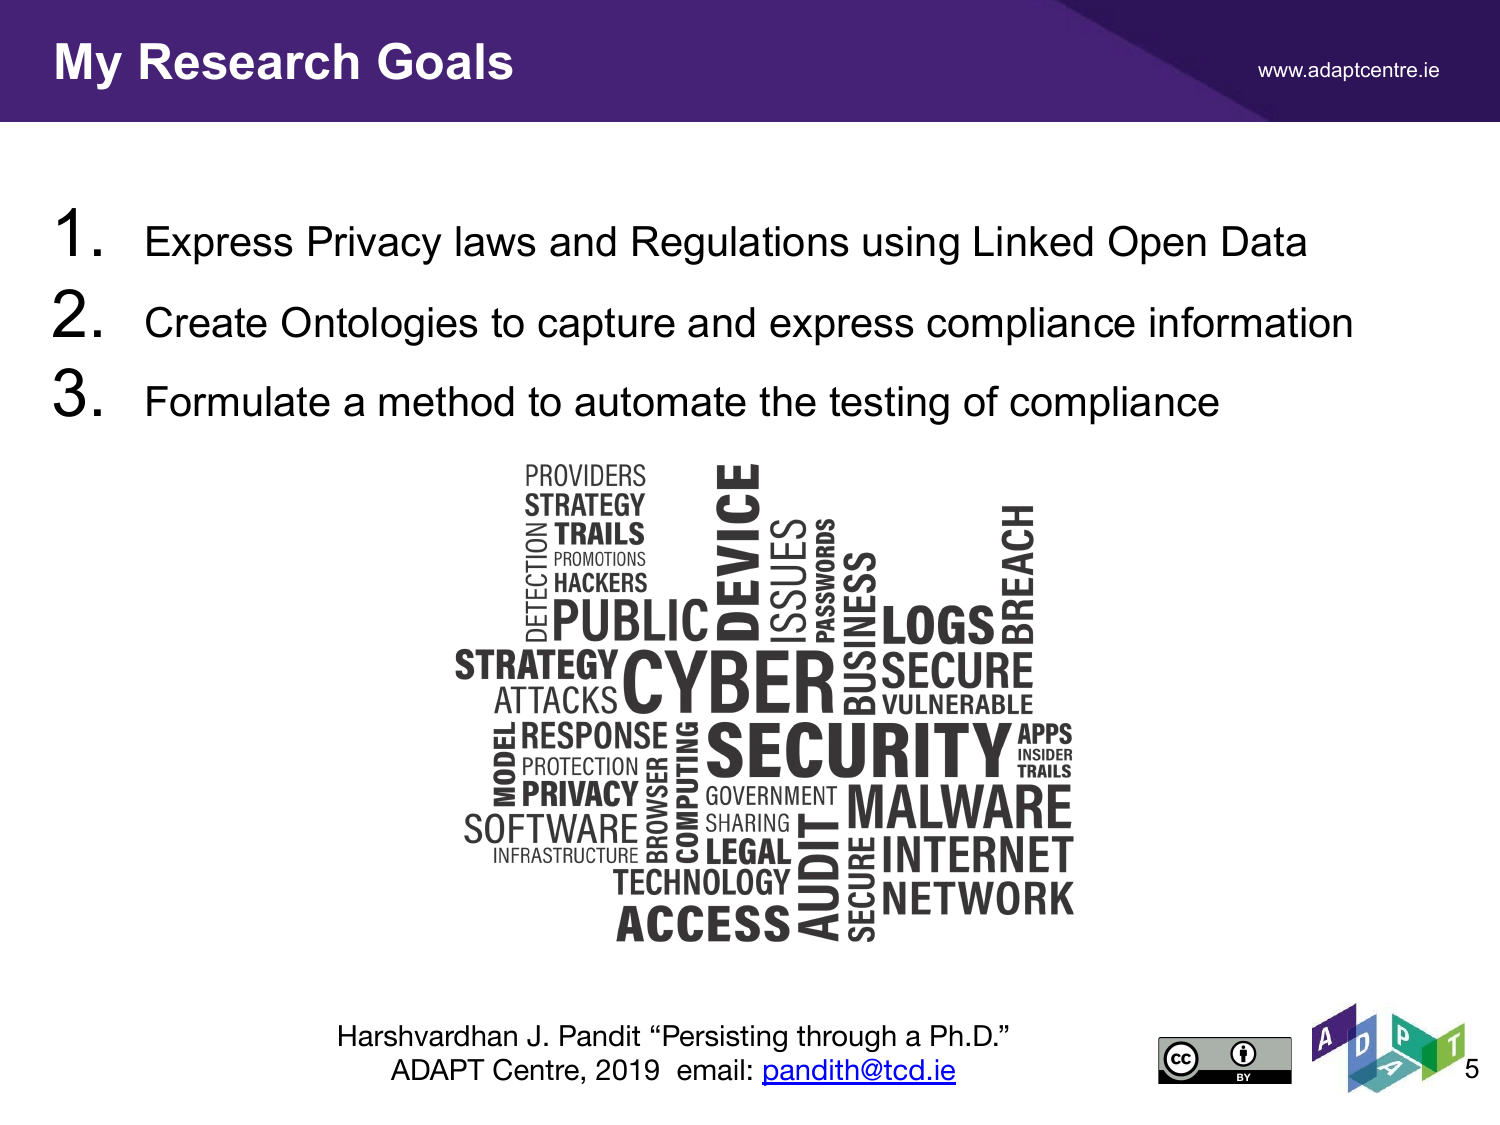 My Research Goals
www.adaptcentre.ie
1. Express Privacy laws and Regulations using Linked Open Data
2. Create Ontologies to capture and express compliance information
3. Formulate a method to automate the testing of compliance
PROVIDERS
STRATEGY
DETECTION
TRAILS
PROMOTIONS
HACKERS
PUBLIC
DEVICE
ISSUES
PASSWORDS
BUSINESS
LOGS
BREACH
STRATEGY
CYBER
SECURE
ATTACKS
VULNERABLE
MODEL
RESPONSE
PROTECTION
PRIVACY
BROWSER
COMPUTING
SECURITY
APPS
INSIDER
TRAILS
GOVERNMENT
MALWARE
SOFTWARE
SHARING
INFRASTRUCTURE
LEGAL
AUDIT
SECURE
INTERNET
TECHNOLOGY
NETWORK
ACCESS
Harshvardhan J. Pandit “Persisting through a Ph.D.”
ADAPT Centre, 2019 email: pandith@tcd.ie
cc
BY
ADAPT
5